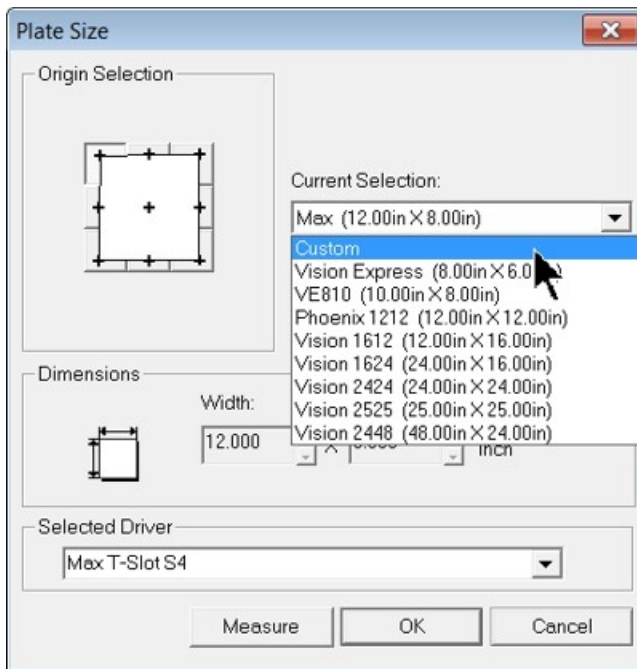 Plate Size
Origin Selection
Current Selection:
Max (12.00in X 8.00in)
Custom
Vision Express (8.00in X 6.0
VE810 (10.00in X 8.00in)
Phoenix 1212 (12.00in X 12.00in)
Vision 1612 (12.00in X 16.00in)
Vision 1624 (24.00in X 16.00in)
Vision 2424 (24.00in X 24.00in)
Vision 2525 (25.00in X 25.00in)
Vision 2448 (48.00in X 24.00in)
Dimensions
Width:
12.000 X inch
Selected Driver
Max T-Slot S4
Measure OK Cancel